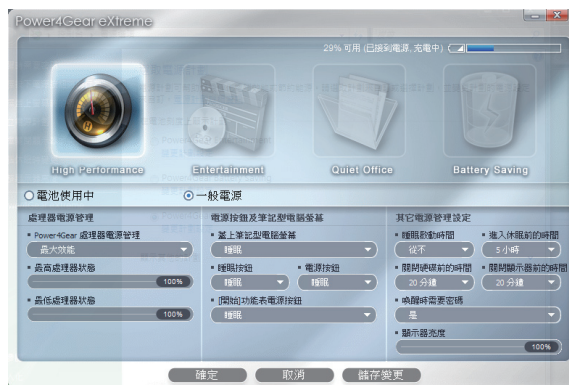 Power4Gear eXtreme
29% 可用 (已接到電源, 充電中)
High Performance
Entertainment
Quiet Office
Battery Saving
電池使用中
一般電源
處理器電源管理
Power4Gear 處理器電源管理
最大效能
最高處理器狀態
100%
最低處理器狀態
100%
電源按鈕及筆記型電腦螢幕
蓋上筆記型電腦螢幕
睡眠
睡眠按鈕
電源按鈕
睡眠
睡眠
[開始]功能表電源按鈕
睡眠
其它電源管理設定
睡眠啟動時間
進入休眠前的時間
從不
5 小時
關閉硬碟前的時間
關閉顯示器前的時間
20 分鐘
20 分鐘
喚醒時需要密碼
是
顯示器亮度
100%
確定
取消
儲存變更